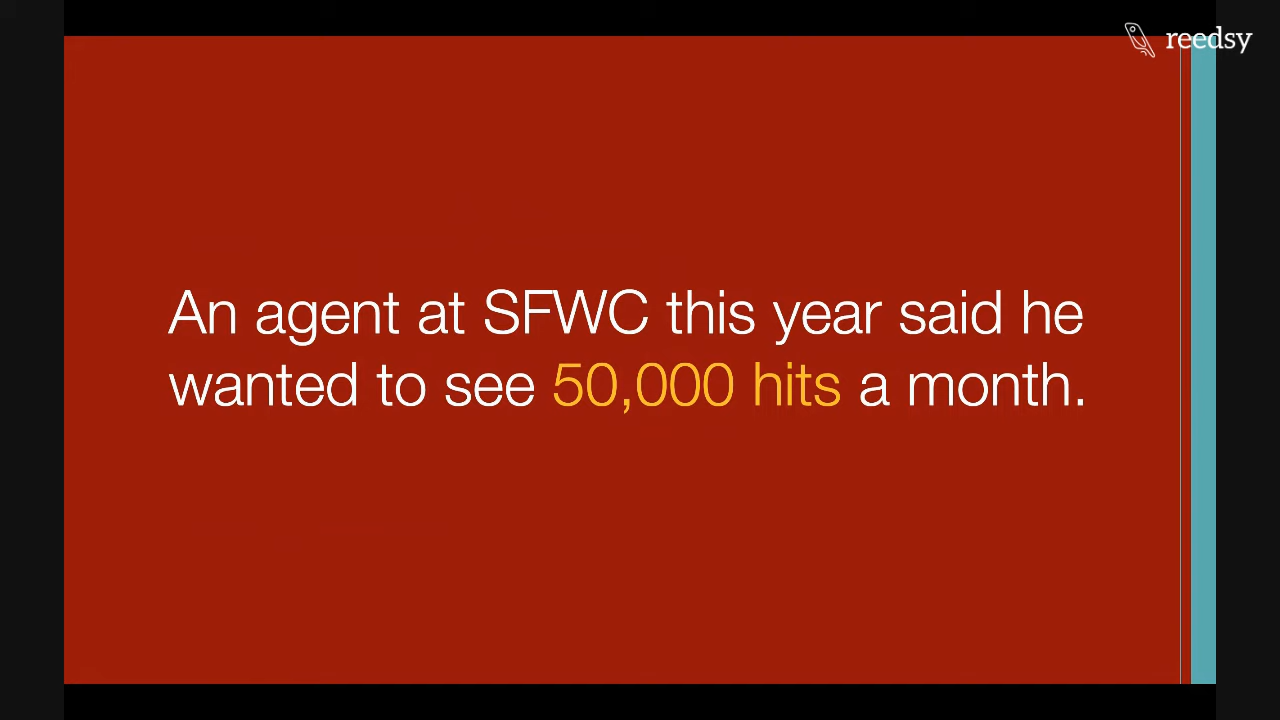 reedsy
An agent at SFWC this year said he
wanted to see 50,000 hits a month.